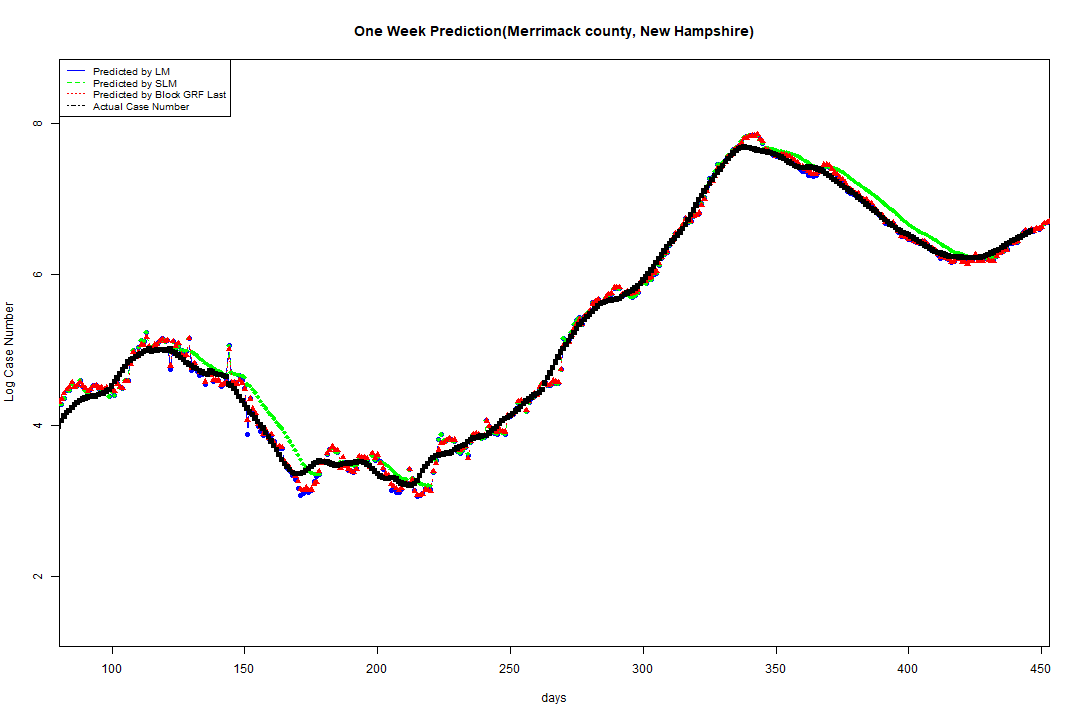 One Week Prediction(Merrimack county, New Hampshire)
Predicted by LM
Predicted by SLM
Predicted by Block GRF Last
Actual Case Number
8
6
4
2
Log Case Number
100 150 200 250 300 350 400 450
days